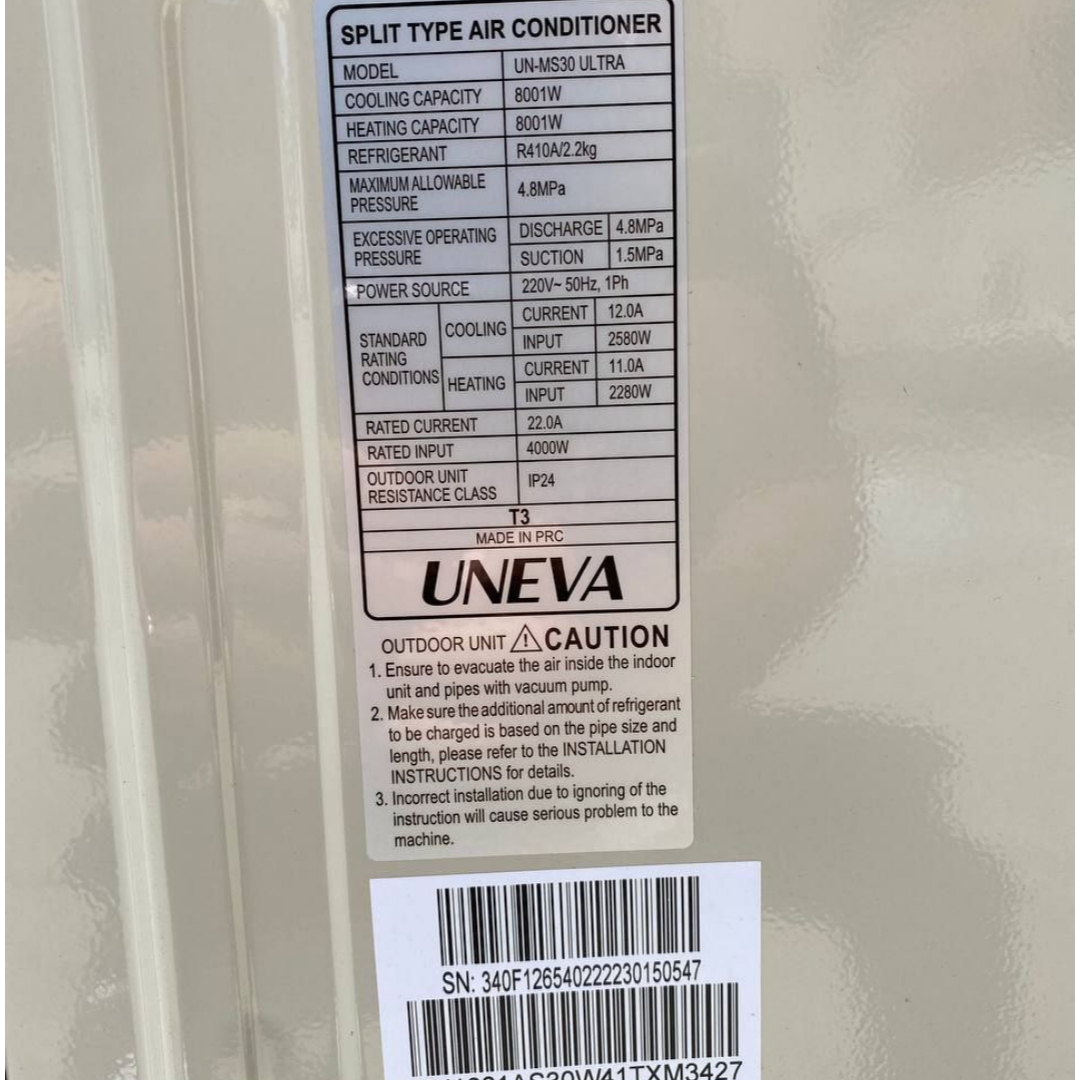 SPLIT TYPE AIR CONDITIONER
MODEL UN-MS30 ULTRA
COOLING CAPACITY 8001W
HEATING CAPACITY 8001W
REFRIGERANT R410A/2.2kg
MAXIMUM ALLOWABLE
PRESSURE 4.8MPa
EXCESSIVE OPERATING
PRESSURE
DISCHARGE 4.8MPa
SUCTION 1.5MPa
POWER SOURCE 220V~ 50Hz, 1Ph
STANDARD
RATING
CONDITIONS
COOLING
CURRENT 12.0A
INPUT 2580W
HEATING
CURRENT 11.0A
INPUT 2280W
RATED CURRENT 22.0A
RATED INPUT 4000W
OUTDOOR UNIT
RESISTANCE CLASS IP24
T3
MADE IN PRC
UNEVA
OUTDOOR UNIT ⚠ CAUTION
1. Ensure to evacuate the air inside the indoor
unit and pipes with vacuum pump.
2. Make sure the additional amount of refrigerant
to be charged is based on the pipe size and
length, please refer to the INSTALLATION
INSTRUCTIONS for details.
3. Incorrect installation due to ignoring of the
instruction will cause serious problem to the
machine.
SN: 340F126540222230150547